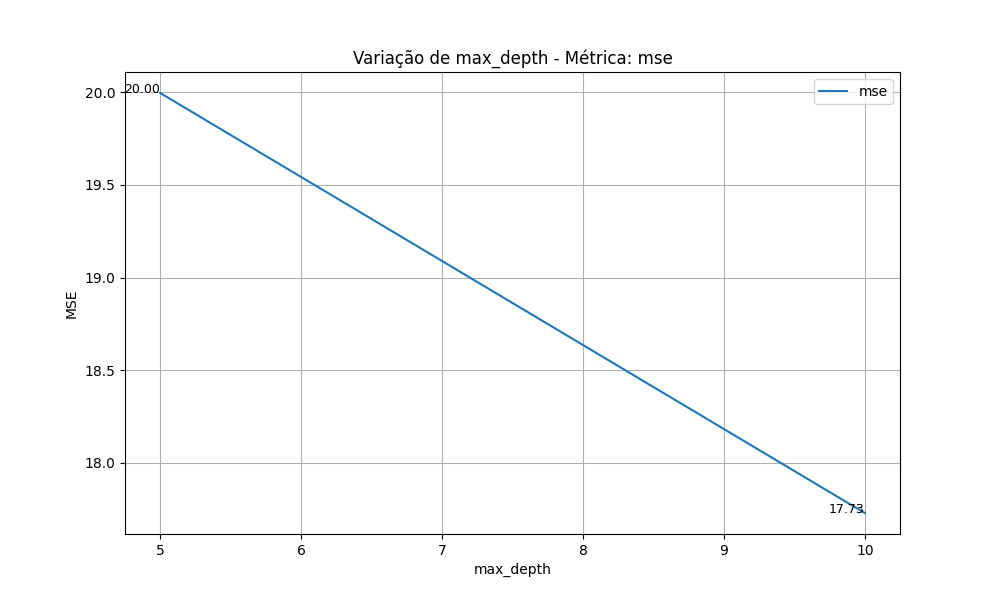 Variação de max_depth - Métrica: mse
mse
20.00
17.73
MSE
20.0
19.5
19.0
18.5
18.0
5 6 7 8 9 10
max_depth